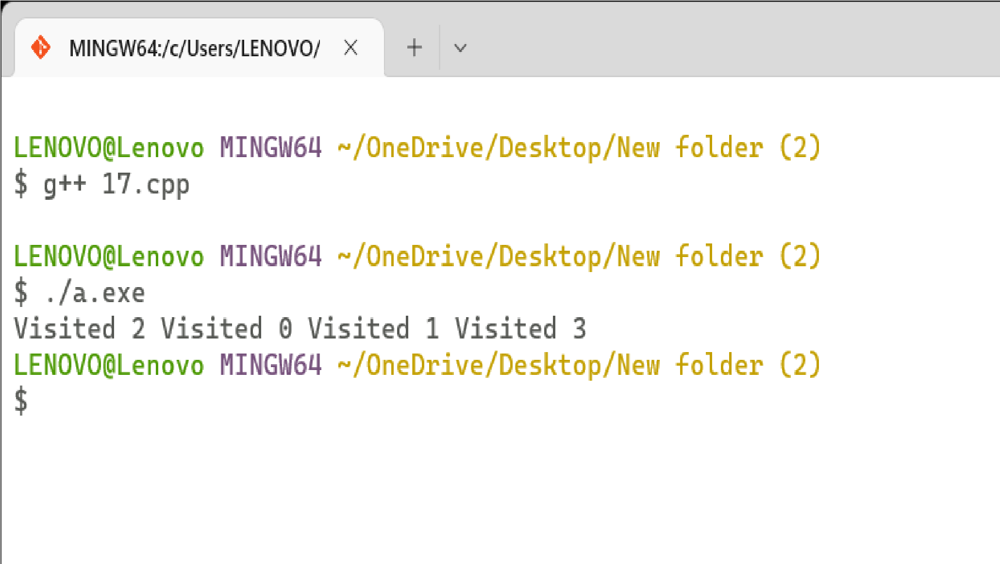 MINGW64:/c/Users/LENOVO/
LENOVO@Lenovo MINGW64 ~/OneDrive/Desktop/New folder (2)
$ g++ 17.cpp
LENOVO@Lenovo MINGW64 ~/OneDrive/Desktop/New folder (2)
$ ./a.exe
Visited 2 Visited 0 Visited 1 Visited 3
LENOVO@Lenovo MINGW64 ~/OneDrive/Desktop/New folder (2)
$